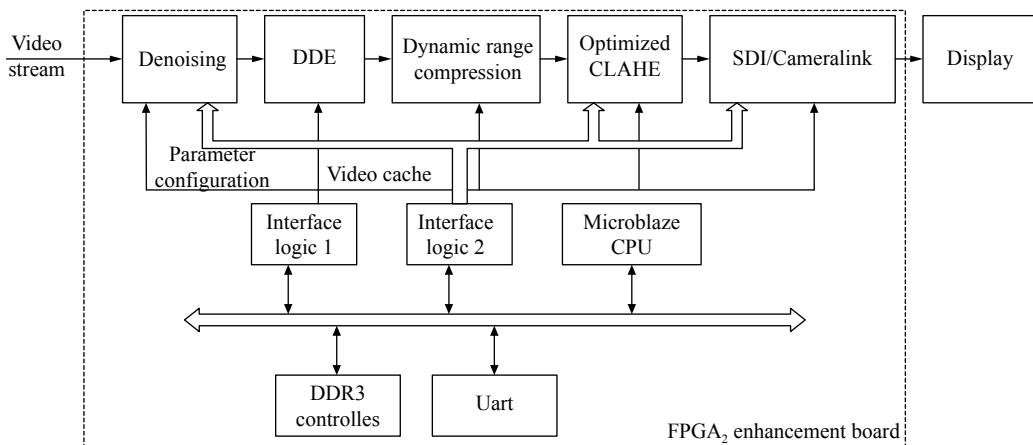 Video
stream
Denoising
DDE
Dynamic range
compression
Optimized
CLAHE
SDI/Cameralink
Display
Parameter
configuration
Video cache
Interface
logic 1
Interface
logic 2
Microblaze
CPU
DDR3
controlles
Uart
FPGA₂ enhancement board